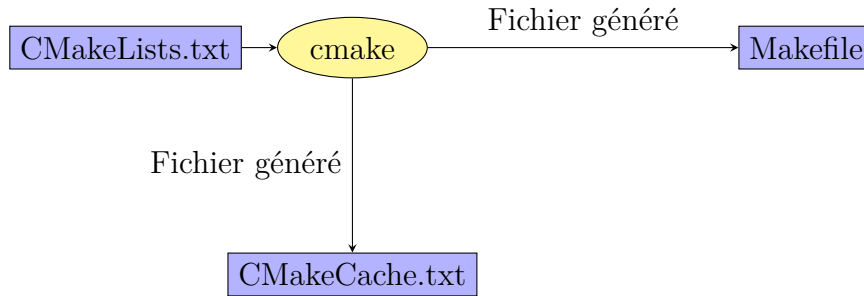 Fichier généré
CMakeLists.txt
cmake
Makefile
Fichier généré
CMakeCache.txt